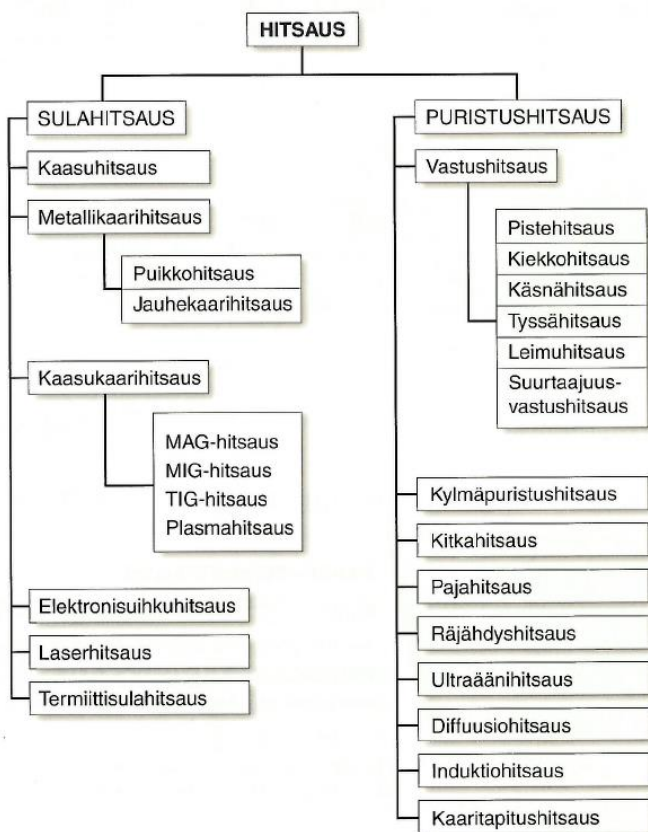 HITSAUS
SULAHITSAUS
Kaasuhitsaus
Metallikaarihitsaus
Puikkohitsaus
Jauhekaarihitsaus
Kaasukaarihitsaus
MAG-hitsaus
MIG-hitsaus
TIG-hitsaus
Plasmahitsaus
Elektronisuihkuhitsaus
Laserhitsaus
Termiittisulahitsaus
PURISTUSHITSAUS
Vastushitsaus
Pistehitsaus
Kiekkohitsaus
Käsnähitsaus
Tyssähitsaus
Leimuhitsaus
Suurtaajuus-
vastushitsaus
Kylmäpuristushitsaus
Kitkahitsaus
Pajahitsaus
Räjähdyshitsaus
Ultraäänihitsaus
Diffuusiohitsaus
Induktiohitsaus
Kaaritapitushitsaus